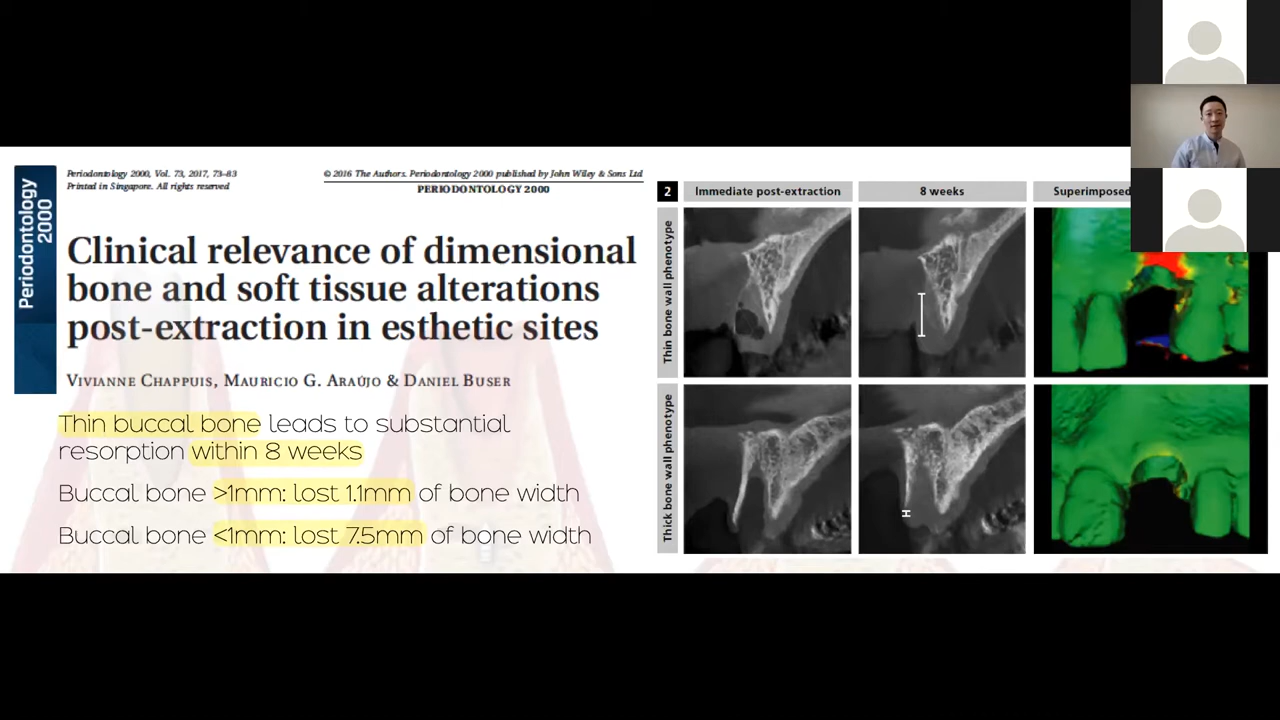 Periodontology
2000
Periodontology 2000, Vol. 73, 2017, 73–83
Printed in Singapore. All rights reserved
© 2016 The Authors. Periodontology 2000 published by John Wiley & Sons Ltd
PERIODONTOLOGY 2000
Clinical relevance of dimensional
bone and soft tissue alterations
post-extraction in esthetic sites
VIVIANNE CHAPPUIS, MAURICIO G. ARAÚJO & DANIEL BUSER
Thin buccal bone leads to substantial
resorption within 8 weeks
Buccal bone >1mm: lost 1.1mm of bone width
Buccal bone <1mm: lost 7.5mm of bone width
2
Immediate post-extraction
8 weeks
Superimposed
Thin bone wall phenotype
Thick bone wall phenotype